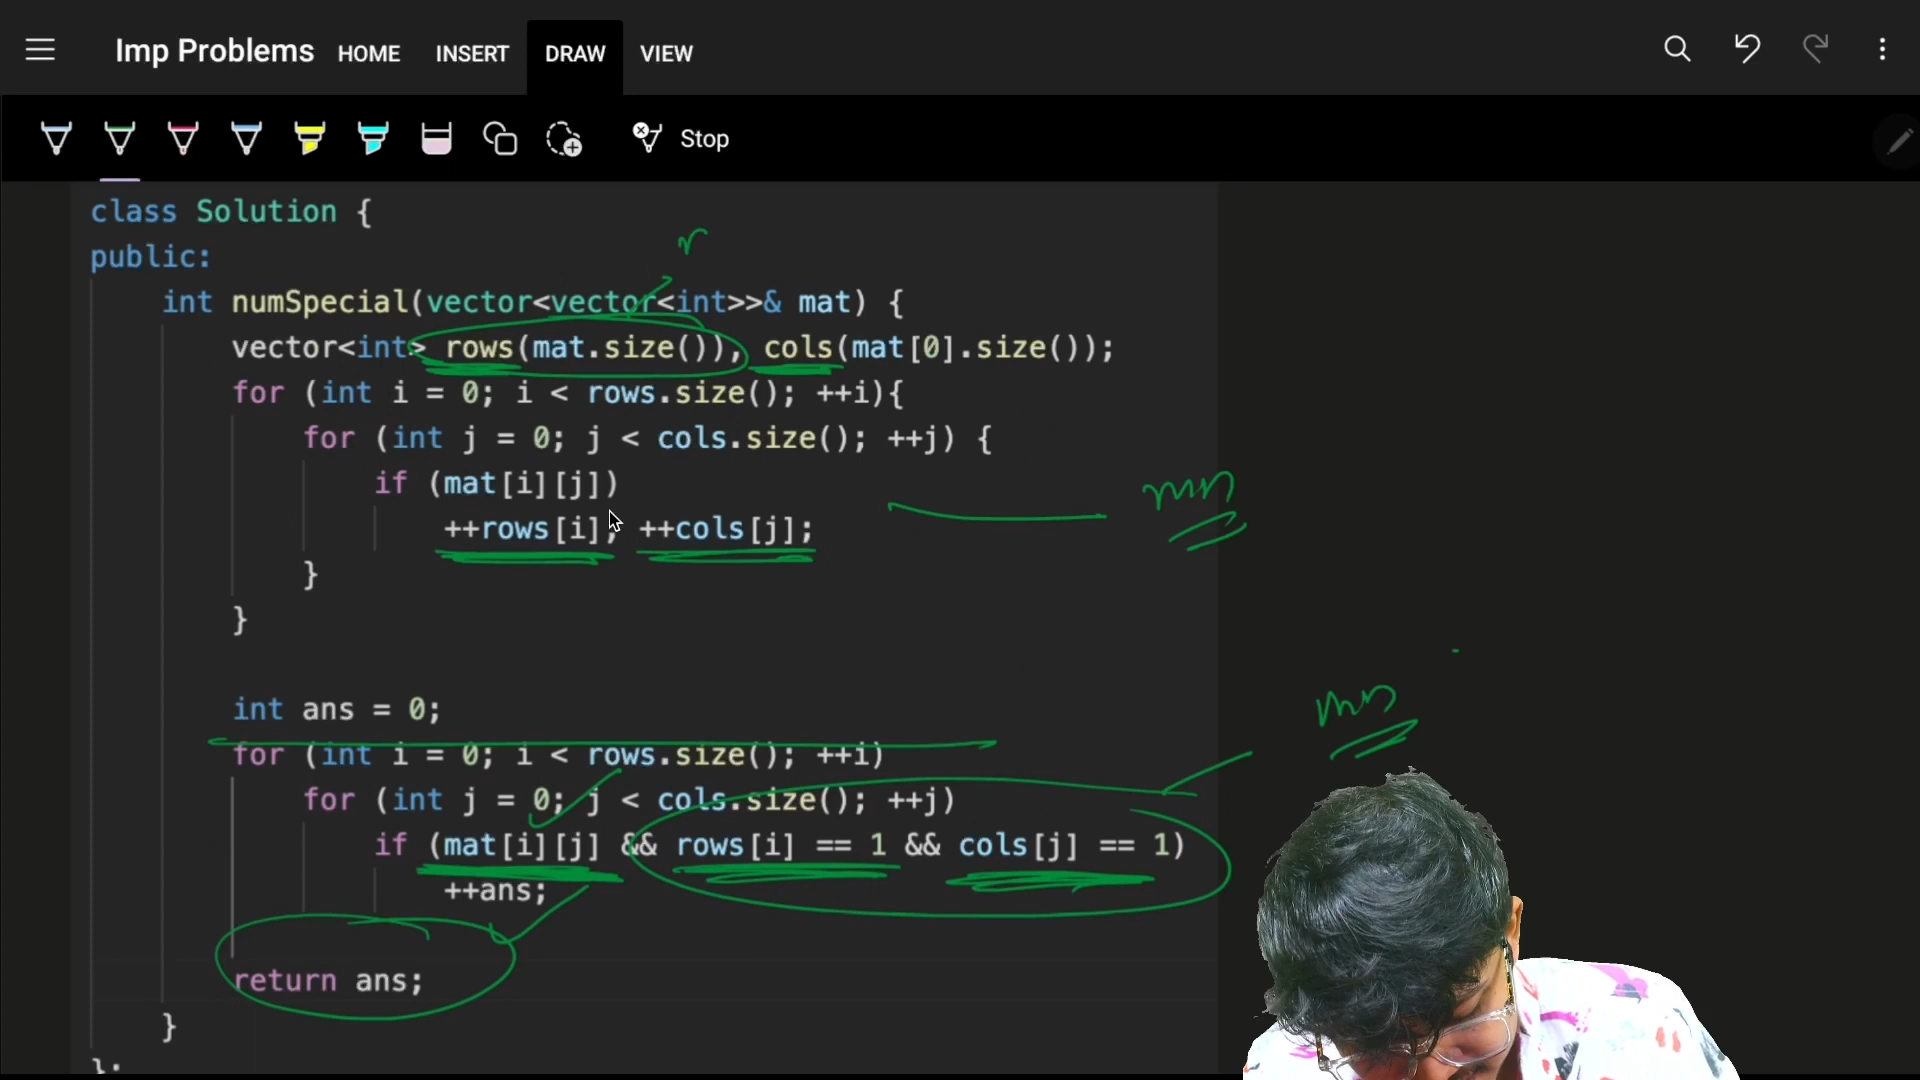 Imp Problems HOME INSERT DRAW VIEW
Stop
class Solution {
public:
r
int numSpecial(vector<vector<int>>& mat) {
vector<int> rows(mat.size()), cols(mat[0].size());
for (int i = 0; i < rows.size(); ++i){
for (int j = 0; j < cols.size(); ++j) {
if (mat[i][j])
mn
++rows[i]; ++cols[j];
}
}
int ans = 0;
mn
for (int i = 0; i < rows.size(); ++i)
for (int j = 0; j < cols.size(); ++j)
if (mat[i][j] && rows[i] == 1 && cols[j] == 1)
++ans;
return ans;
}
};